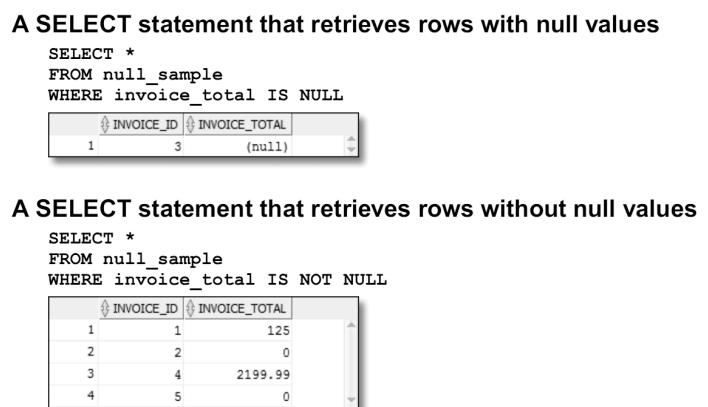 A SELECT statement that retrieves rows with null values
SELECT *
FROM null_sample
WHERE invoice_total IS NULL
INVOICE_ID INVOICE_TOTAL
1 3 (null)
A SELECT statement that retrieves rows without null values
SELECT *
FROM null_sample
WHERE invoice_total IS NOT NULL
INVOICE_ID INVOICE_TOTAL
1 1 125
2 2 0
3 4 2199.99
4 5 0